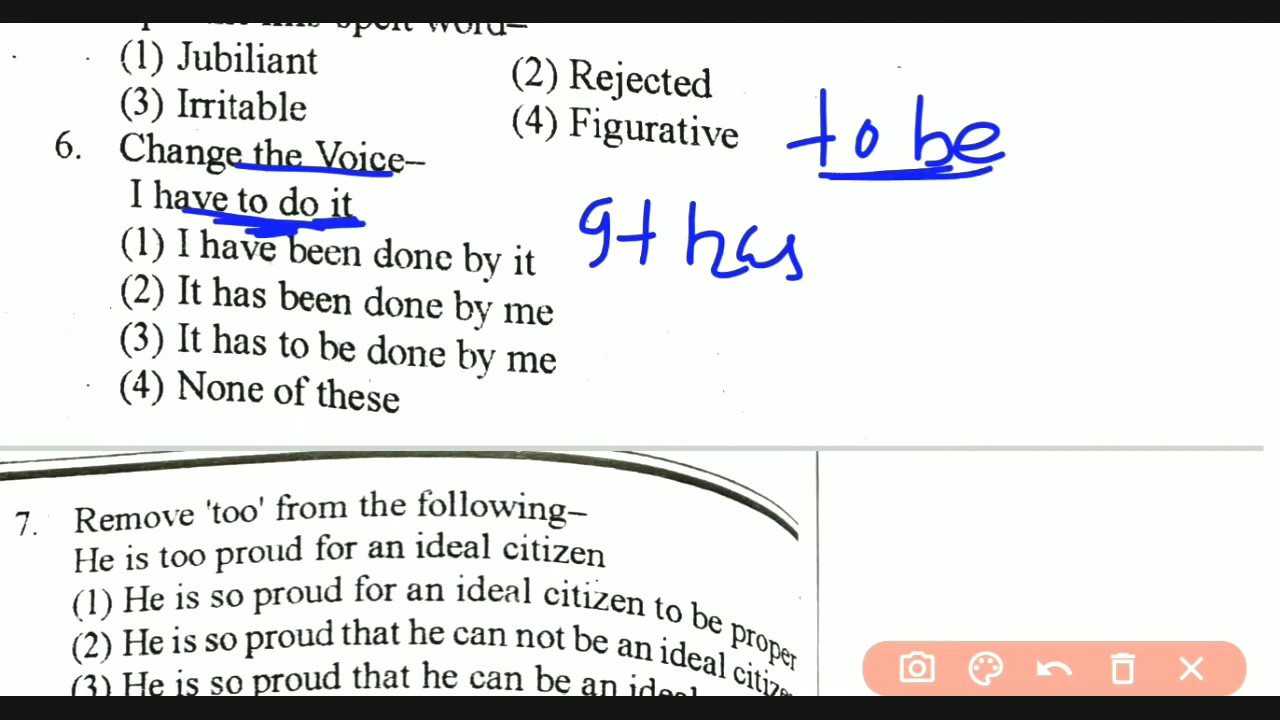 spelt word–
(1) Jubiliant
(2) Rejected
(3) Irritable
(4) Figurative
6. Change the Voice–
I have to do it
(1) I have been done by it
(2) It has been done by me
(3) It has to be done by me
(4) None of these
to be
It has
7. Remove 'too' from the following–
He is too proud for an ideal citizen
(1) He is so proud for an ideal citizen to be proper
(2) He is so proud that he can not be an ideal
(3) He is so proud that he can be an